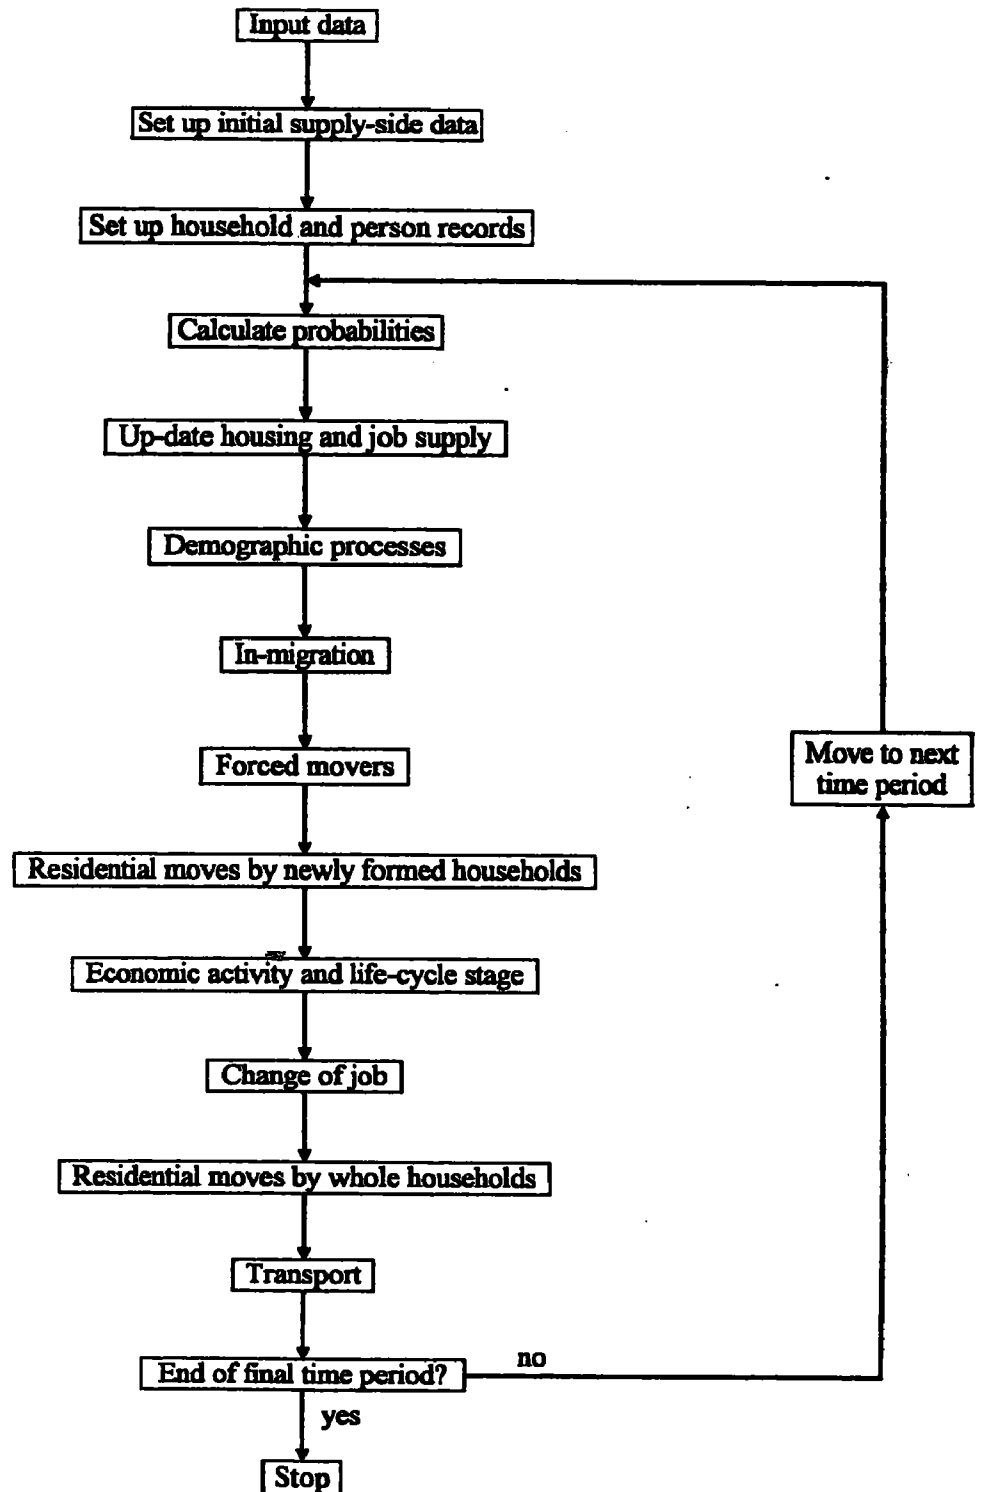 Input data
Set up initial supply-side data
Set up household and person records
Calculate probabilities
Up-date housing and job supply
Demographic processes
In-migration
Forced movers
Move to next
time period
Residential moves by newly formed households
Economic activity and life-cycle stage
Change of job
Residential moves by whole households
Transport
End of final time period?
no
yes
Stop